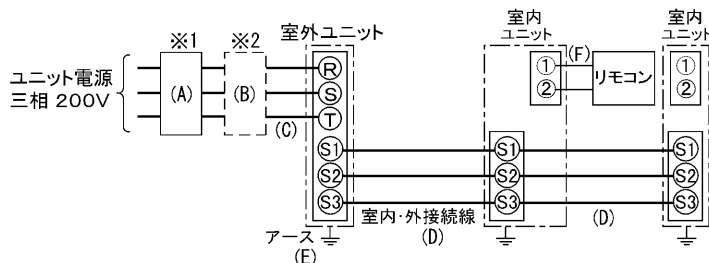 ※1
※2
室外ユニット
室内
ユニット
室内
ユニット
ユニット電源
三相 200V
(A)
(B)
(C)
R
S
T
S1
S2
S3
①
②
(F)
リモコン
①
②
S1
S2
S3
S1
S2
S3
室内・外接続線
(D)
(D)
アース
(E)